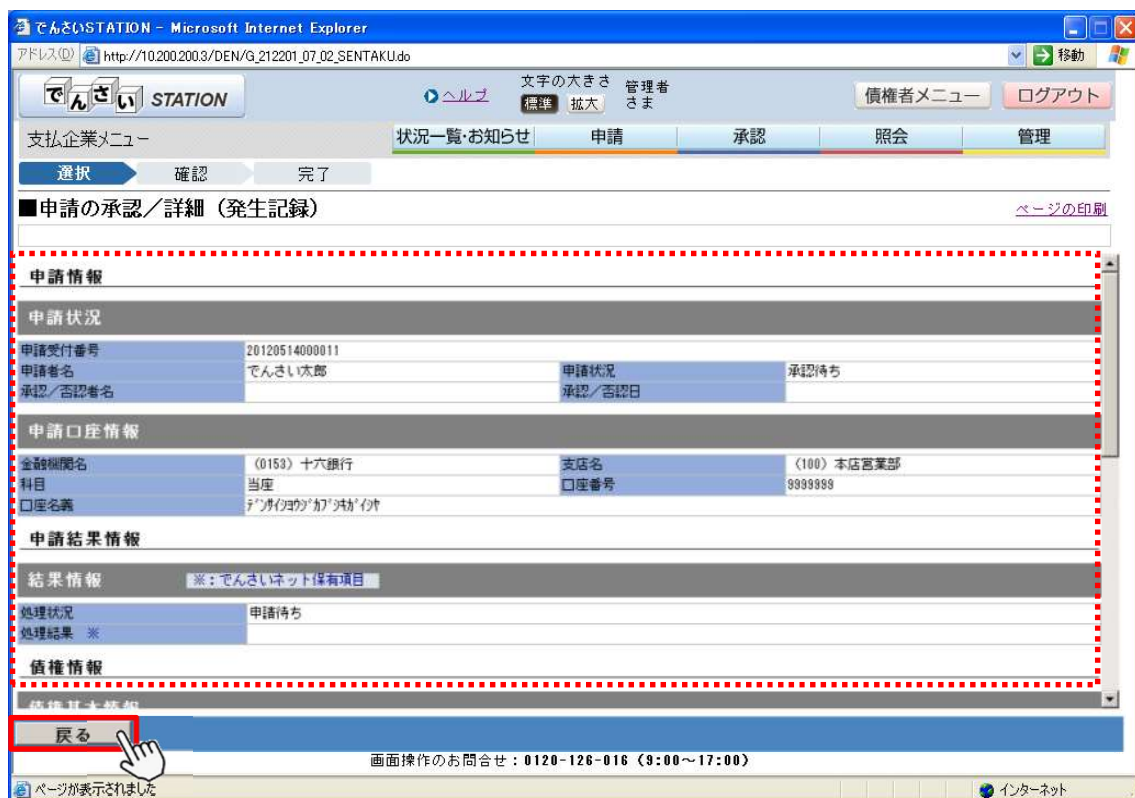 でんさいSTATION - Microsoft Internet Explorer
アドレス(D) http://10.200.200.3/DEN/G_212201_07_02_SENTAKU.do 移動
でんさい STATION ヘルプ 文字の大きさ 標準 拡大 管理者さま 債権者メニュー ログアウト
支払企業メニュー 状況一覧・お知らせ 申請 承認 照会 管理
選択 確認 完了
■申請の承認/詳細(発生記録) ページの印刷
申請情報
申請状況
申請受付番号 20120514000011
申請者名 でんさい太郎 申請状況 承認待ち
承認/否認者名 承認/否認日
申請口座情報
金融機関名 (0153) 十六銀行 支店名 (100) 本店営業部
科目 当座 口座番号 9999999
口座名義 デンサイシヨウジカブシキガイシヤ
申請結果情報
結果情報 ※:でんさいネット保有項目
処理状況 申請待ち
処理結果 ※
債権情報
債権基本情報
戻る
画面操作のお問合せ:0120-126-016 (9:00~17:00)
ページが表示されました インターネット